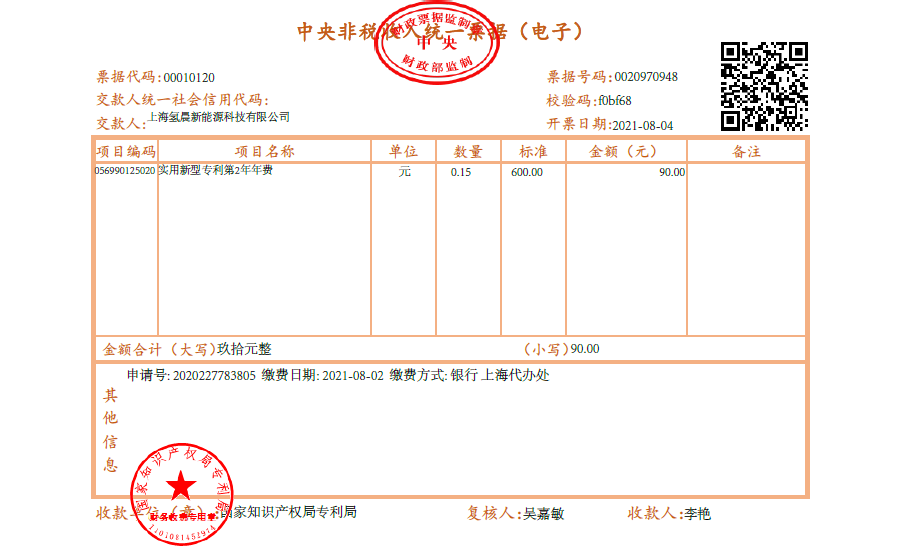 中央非税收入统一票据（电子）
财政票据监制章
中央
财政部监制
票据代码:00010120
票据号码:0020970948
交款人统一社会信用代码:
校验码:f0bf68
交款人:上海氢晨新能源科技有限公司
开票日期:2021-08-04
项目编码 项目名称 单位 数量 标准 金额（元） 备注
056990125020 实用新型专利第2年年费 元 0.15 600.00 90.00
金额合计（大写）玖拾元整 （小写）90.00
其他信息
申请号: 2020227783805 缴费日期: 2021-08-02 缴费方式: 银行 上海代办处
国家知识产权局专利局
财务收费专用章
收款单位（章）:国家知识产权局专利局 复核人:吴嘉敏 收款人:李艳